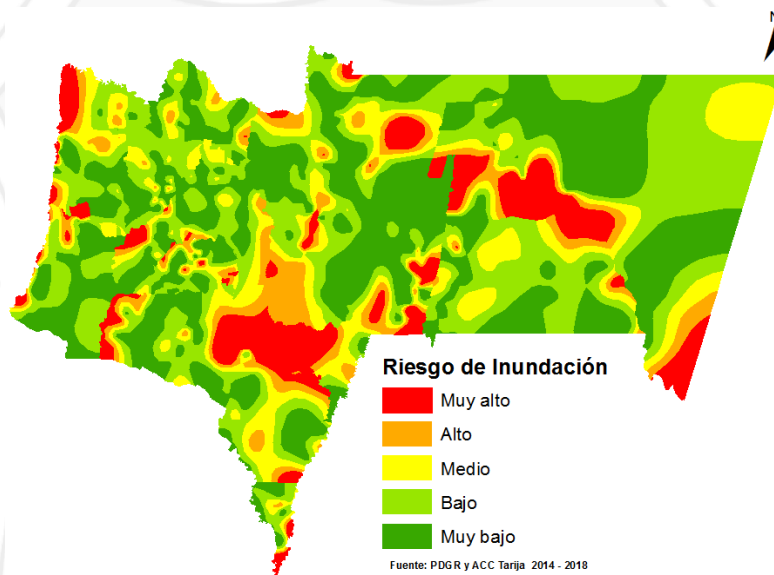 N
Riesgo de Inundación
Muy alto
Alto
Medio
Bajo
Muy bajo
Fuente: PDGR y ACC Tarija 2014 - 2018